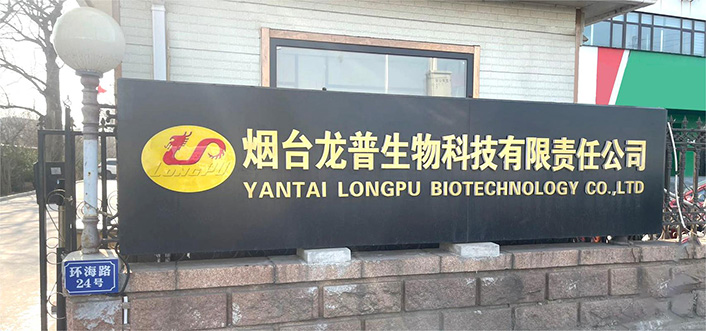 烟台龙普生物科技有限责任公司
LONGPU
YANTAI LONGPU BIOTECHNOLOGY CO.,LTD
环海路
24号